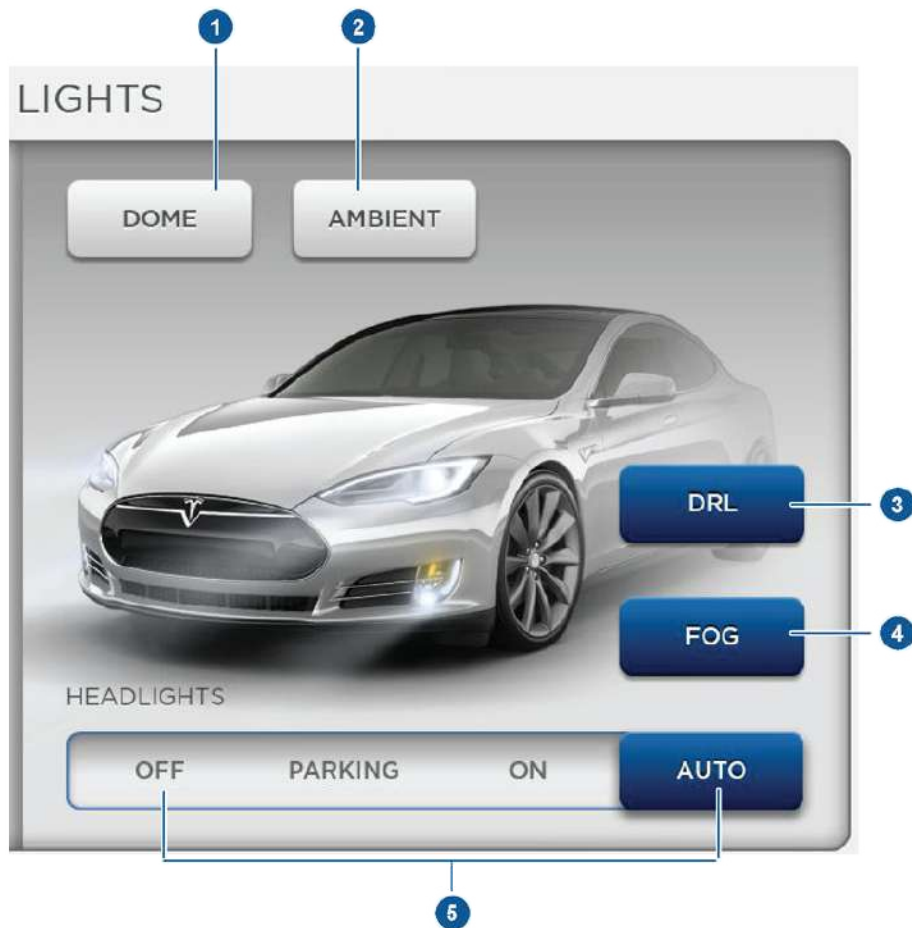 1 2
LIGHTS
DOME AMBIENT
DRL 3
FOG 4
HEADLIGHTS
OFF PARKING ON AUTO
5